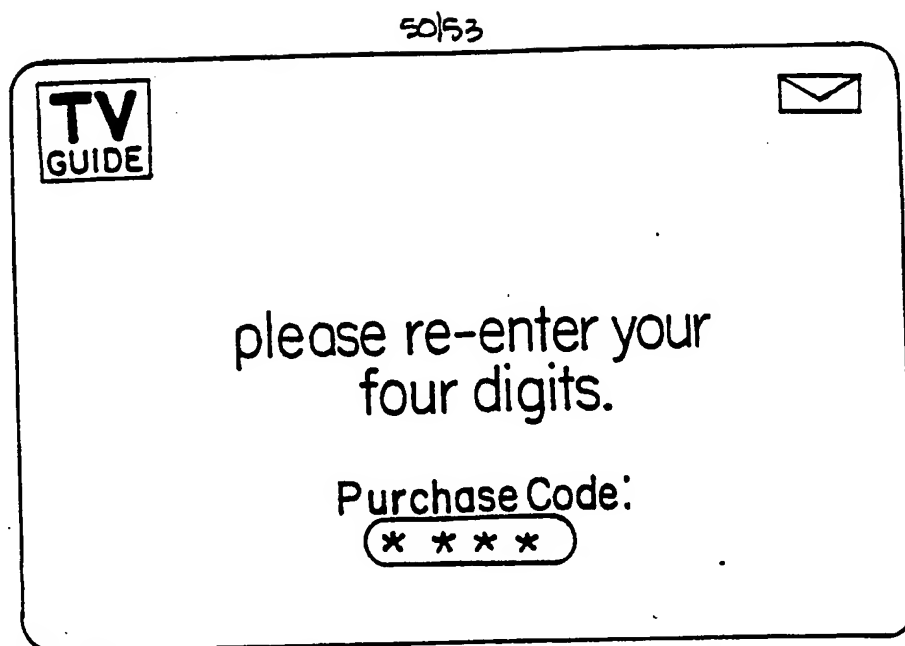 50/53
TV
GUIDE
please re-enter your
four digits.
Purchase Code:
* * * *